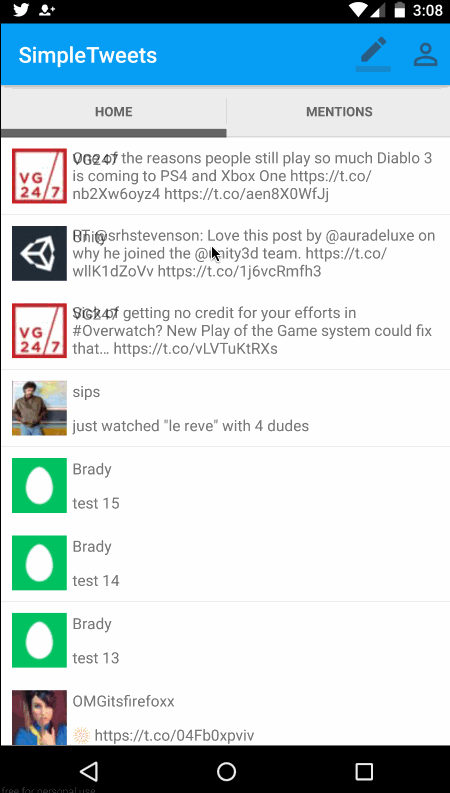 3:08
SimpleTweets
HOME
MENTIONS
VG247
One of the reasons people still play so much Diablo 3
is coming to PS4 and Xbox One https://t.co/
nb2Xw6oyz4 https://t.co/aen8X0WfJj
VG
24/7
Unity
RT @srhstevenson: Love this post by @auradeluxe on
why he joined the @unity3d team. https://t.co/
wllK1dZoVv https://t.co/1j6vcRmfh3
VG247
Sick of getting no credit for your efforts in
#Overwatch? New Play of the Game system could fix
that… https://t.co/vLVTuKtRXs
VG
24/7
sips
just watched "le reve" with 4 dudes
Brady
test 15
Brady
test 14
Brady
test 13
OMGitsfirefoxx
https://t.co/04Fb0xpviv
free for personal use